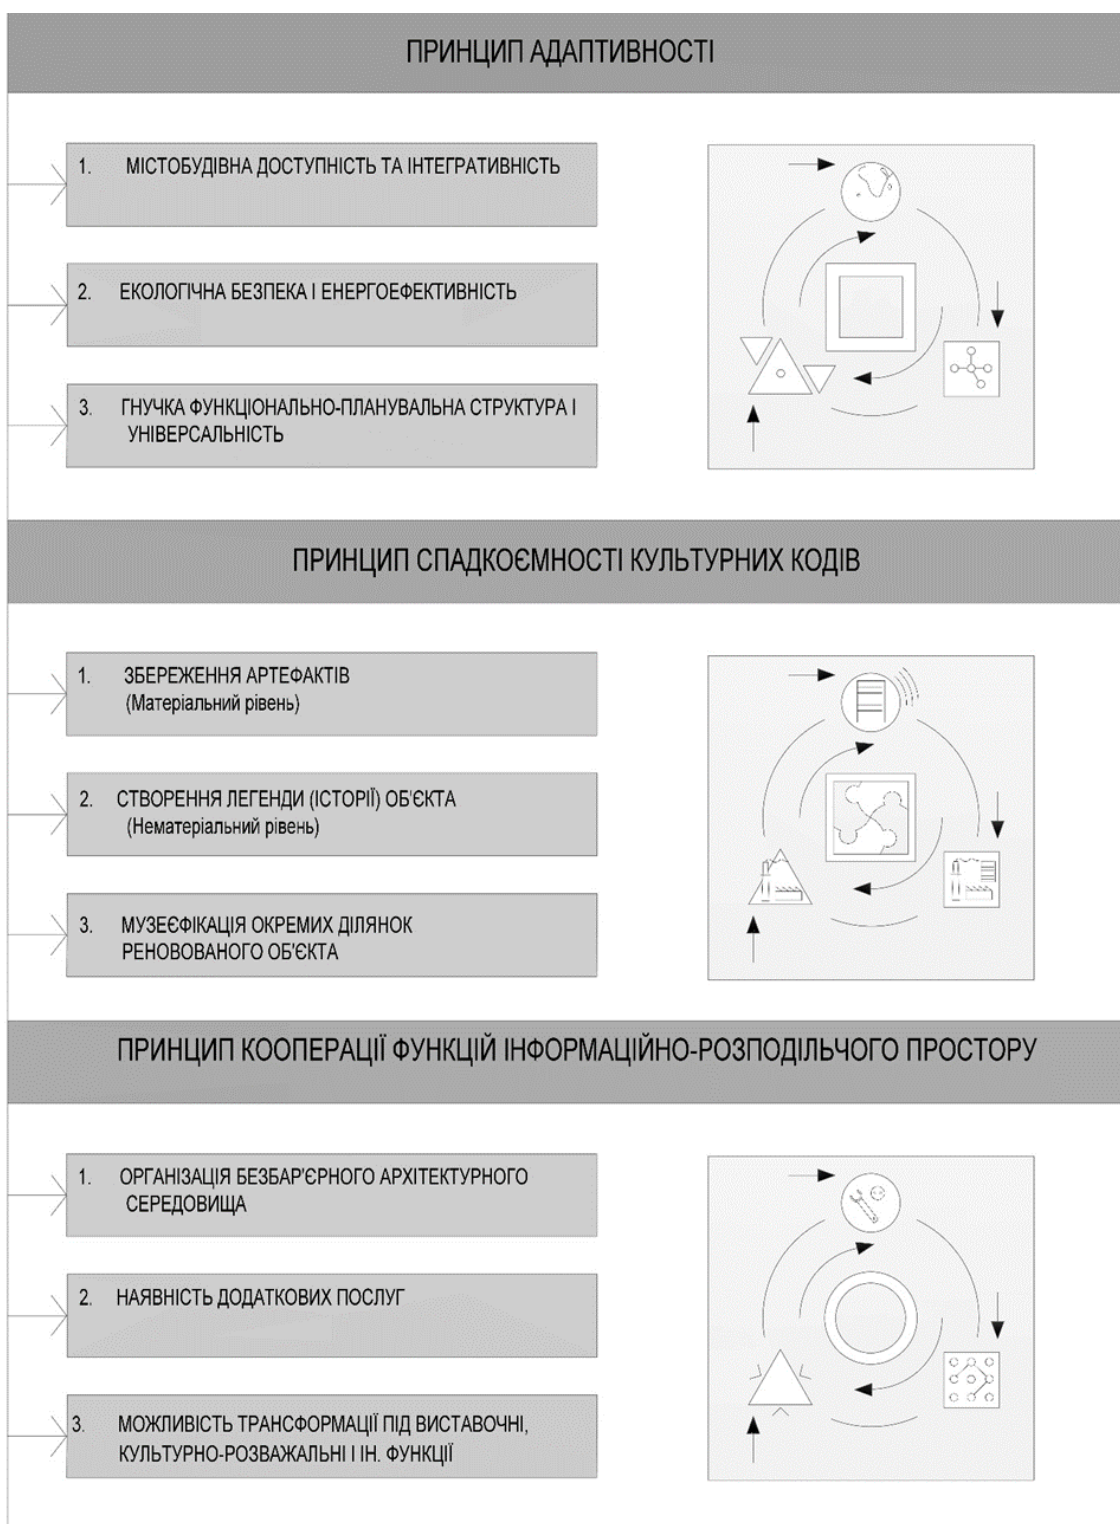 ПРИНЦИП АДАПТИВНОСТІ
1. МІСТОБУДІВНА ДОСТУПНІСТЬ ТА ІНТЕГРАТИВНІСТЬ
2. ЕКОЛОГІЧНА БЕЗПЕКА І ЕНЕРГОЕФЕКТИВНІСТЬ
3. ГНУЧКА ФУНКЦІОНАЛЬНО-ПЛАНУВАЛЬНА СТРУКТУРА І
УНІВЕРСАЛЬНІСТЬ
ПРИНЦИП СПАДКОЄМНОСТІ КУЛЬТУРНИХ КОДІВ
1. ЗБЕРЕЖЕННЯ АРТЕФАКТІВ
(Матеріальний рівень)
2. СТВОРЕННЯ ЛЕГЕНДИ (ІСТОРІЇ) ОБ'ЄКТА
(Нематеріальний рівень)
3. МУЗЕЄФІКАЦІЯ ОКРЕМИХ ДІЛЯНОК
РЕНОВОВАНОГО ОБ'ЄКТА
ПРИНЦИП КООПЕРАЦІЇ ФУНКЦІЙ ІНФОРМАЦІЙНО-РОЗПОДІЛЬЧОГО ПРОСТОРУ
1. ОРГАНІЗАЦІЯ БЕЗБАР'ЄРНОГО АРХІТЕКТУРНОГО
СЕРЕДОВИЩА
2. НАЯВНІСТЬ ДОДАТКОВИХ ПОСЛУГ
3. МОЖЛИВІСТЬ ТРАНСФОРМАЦІЇ ПІД ВИСТАВОЧНІ,
КУЛЬТУРНО-РОЗВАЖАЛЬНІ І ІН. ФУНКЦІЇ